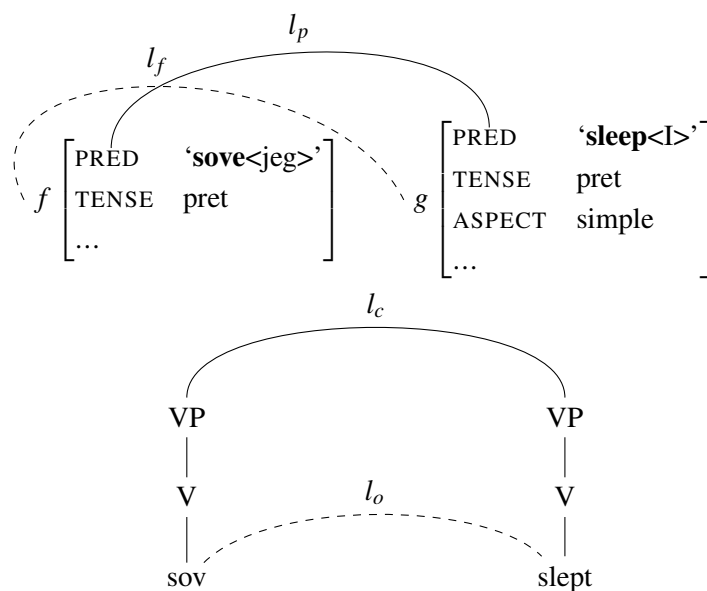 l_p
l_f
f [PRED ‘sove<jeg>’
TENSE pret
...]
g [PRED ‘sleep<I>’
TENSE pret
ASPECT simple
...]
l_c
VP VP
V V
l_o
sov slept